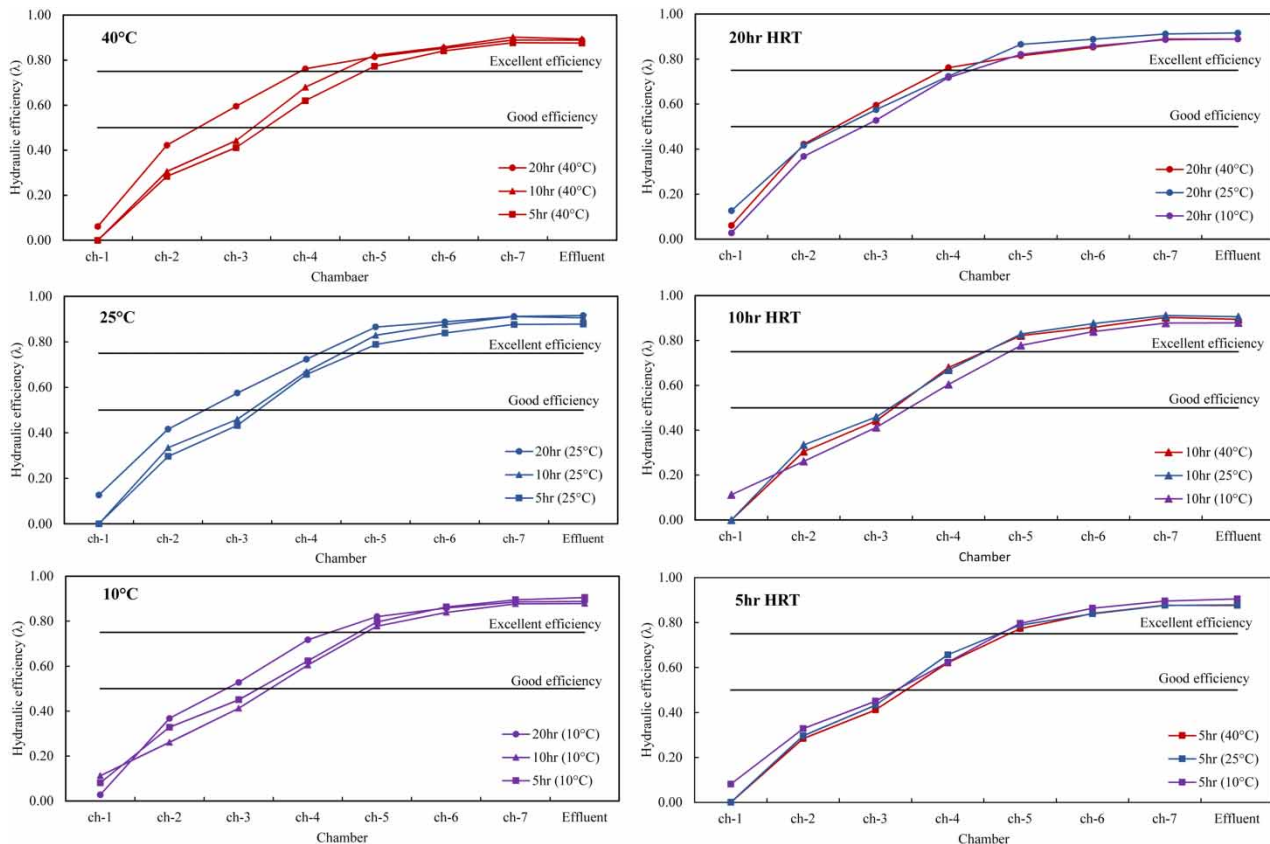 40°C
Hydraulic efficiency (λ)
1.00
0.80
0.60
0.40
0.20
0.00
Excellent efficiency
Good efficiency
20hr (40°C)
10hr (40°C)
5hr (40°C)
ch-1 ch-2 ch-3 ch-4 ch-5 ch-6 ch-7 Effluent
Chambaer
20hr HRT
Hydraulic efficiency (λ)
1.00
0.80
0.60
0.40
0.20
0.00
Excellent efficiency
Good efficiency
20hr (40°C)
20hr (25°C)
20hr (10°C)
ch-1 ch-2 ch-3 ch-4 ch-5 ch-6 ch-7 Effluent
Chamber
25°C
Hydraulic efficiency (λ)
1.00
0.80
0.60
0.40
0.20
0.00
Excellent efficiency
Good efficiency
20hr (25°C)
10hr (25°C)
5hr (25°C)
ch-1 ch-2 ch-3 ch-4 ch-5 ch-6 ch-7 Effluent
Chamber
10hr HRT
Hydraulic efficiency (λ)
1.00
0.80
0.60
0.40
0.20
0.00
Excellent efficiency
Good efficiency
10hr (40°C)
10hr (25°C)
10hr (10°C)
ch-1 ch-2 ch-3 ch-4 ch-5 ch-6 ch-7 Effluent
Chamber
10°C
Hydraulic efficiency (λ)
1.00
0.80
0.60
0.40
0.20
0.00
Excellent efficiency
Good efficiency
20hr (10°C)
10hr (10°C)
5hr (10°C)
ch-1 ch-2 ch-3 ch-4 ch-5 ch-6 ch-7 Effluent
Chamber
5hr HRT
Hydraulic efficiency (λ)
1.00
0.80
0.60
0.40
0.20
0.00
Excellent efficiency
Good efficiency
5hr (40°C)
5hr (25°C)
5hr (10°C)
ch-1 ch-2 ch-3 ch-4 ch-5 ch-6 ch-7 Effluent
Chamber